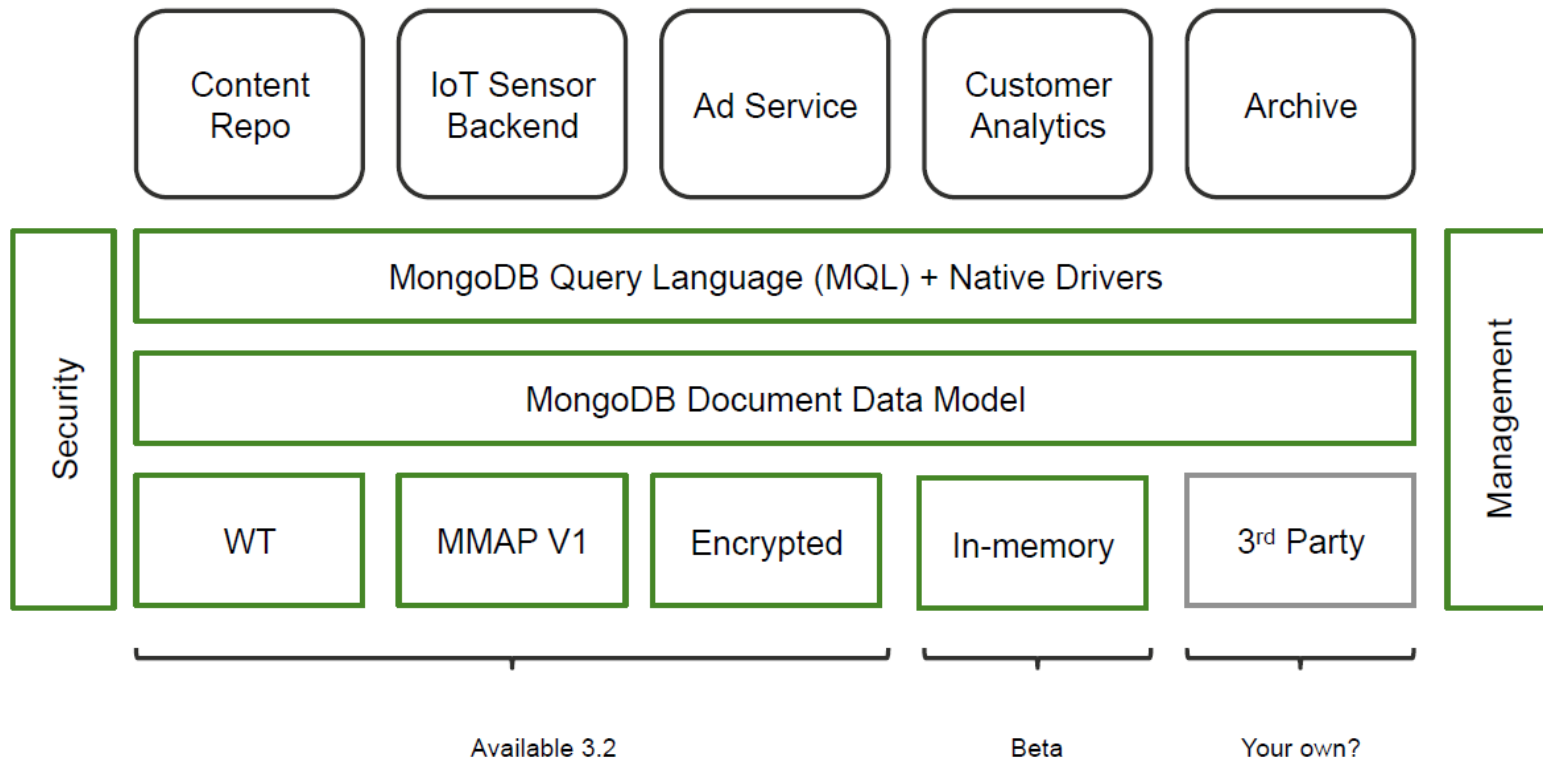 Content
Repo
IoT Sensor
Backend
Ad Service
Customer
Analytics
Archive
Security
MongoDB Query Language (MQL) + Native Drivers
MongoDB Document Data Model
Management
WT
MMAP V1
Encrypted
In-memory
3rd Party
Available 3.2
Beta
Your own?